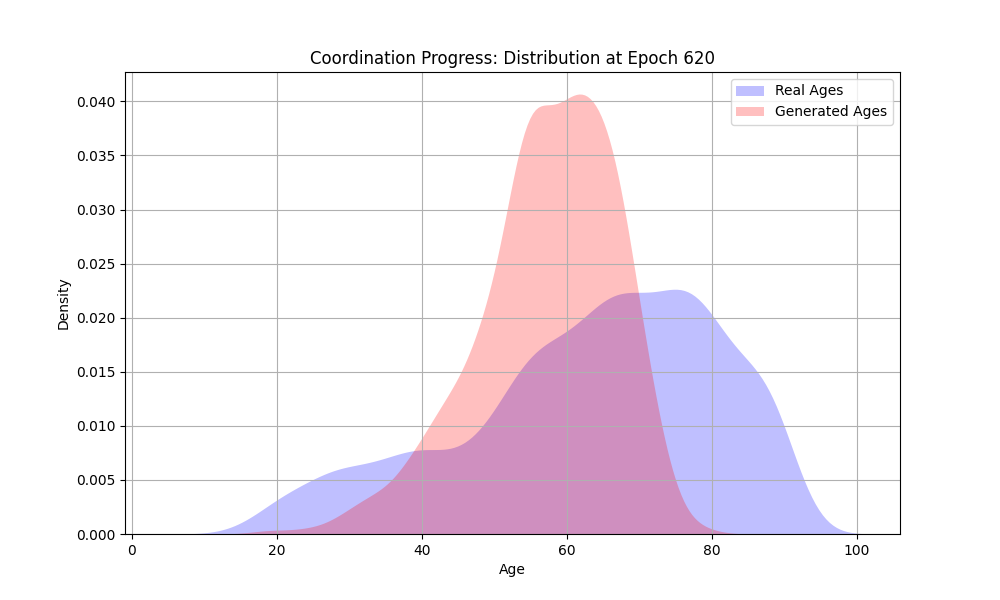 Coordination Progress: Distribution at Epoch 620
Real Ages
Generated Ages
0.040
0.035
0.030
0.025
0.020
0.015
0.010
0.005
0.000
Density
0 20 40 60 80 100
Age